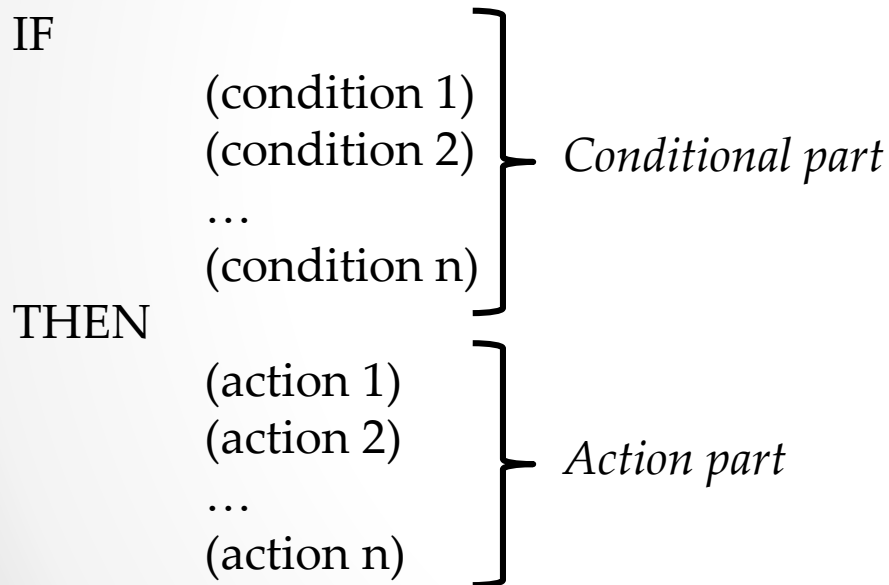 IF
(condition 1)
(condition 2)
Conditional part
…
(condition n)
THEN
(action 1)
(action 2)
Action part
…
(action n)